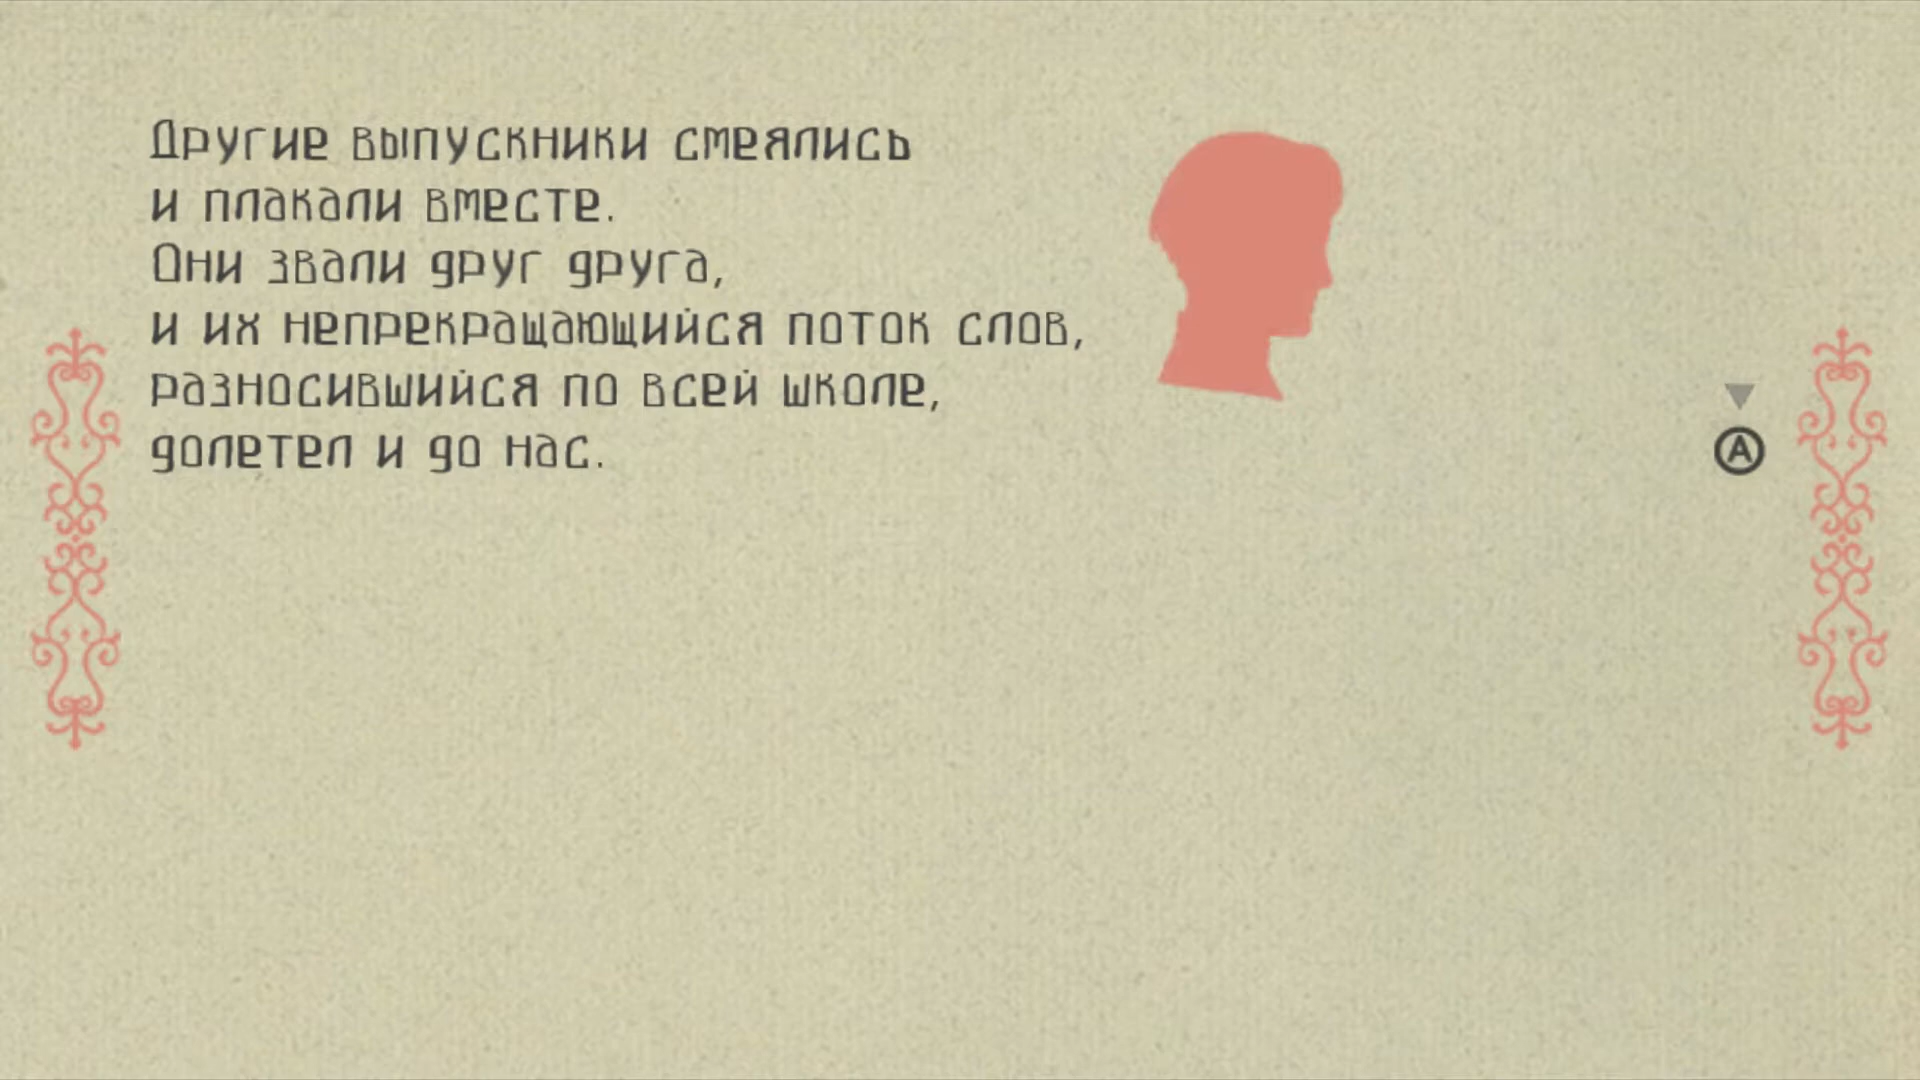 Другие выпускники смеялись
и плакали вместе.
Они звали друг друга,
и их непрекращающийся поток слов,
разносившийся по всей школе,
долетел и до нас.
A